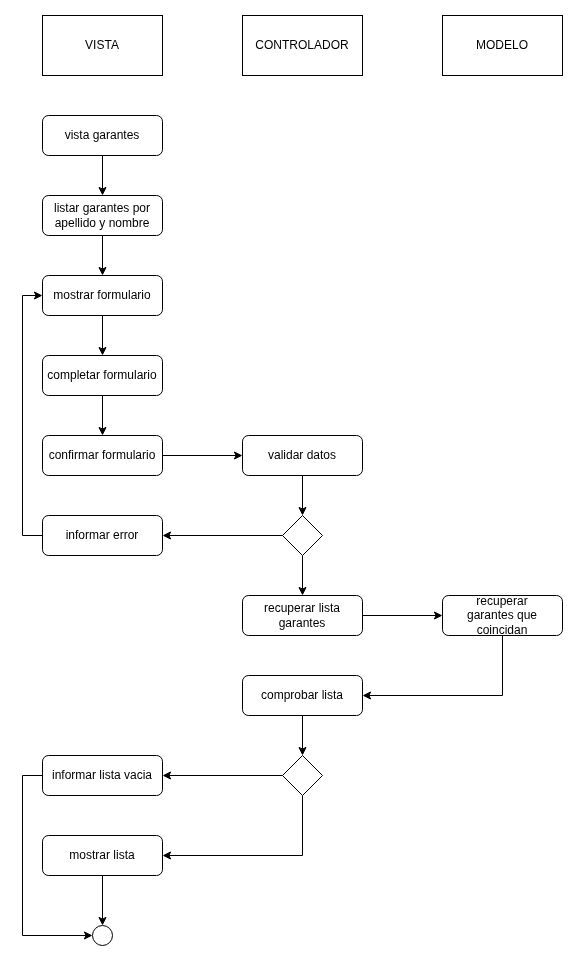 VISTA
CONTROLADOR
MODELO
vista garantes
listar garantes por
apellido y nombre
mostrar formulario
completar formulario
confirmar formulario
validar datos
informar error
recuperar lista
garantes
recuperar
garantes que
coincidan
comprobar lista
informar lista vacia
mostrar lista